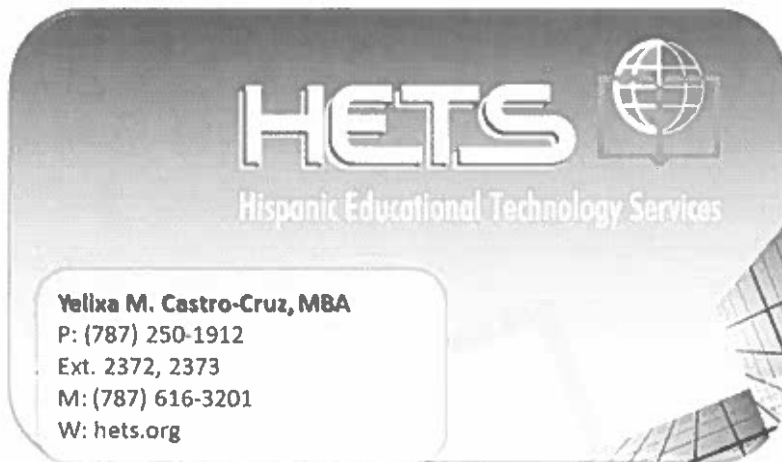 HETS
Hispanic Educational Technology Services
Yelixa M. Castro-Cruz, MBA
P: (787) 250-1912
Ext. 2372, 2373
M: (787) 616-3201
W: hets.org